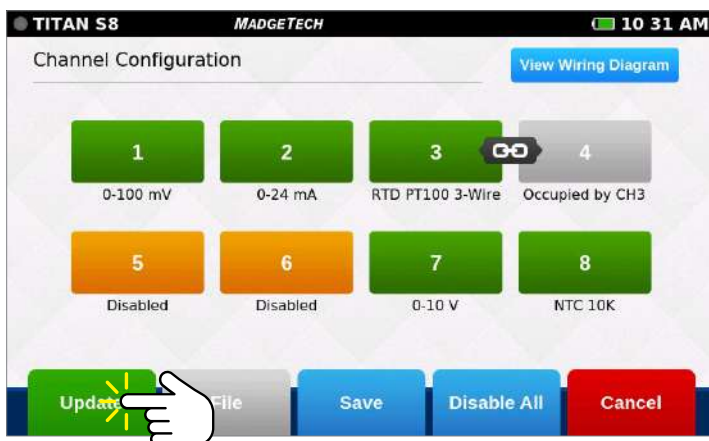 TITAN S8 MADGETECH 10 31 AM
Channel Configuration View Wiring Diagram
1 2 3 4
0-100 mV 0-24 mA RTD PT100 3-Wire Occupied by CH3
5 6 7 8
Disabled Disabled 0-10 V NTC 10K
Update File Save Disable All Cancel